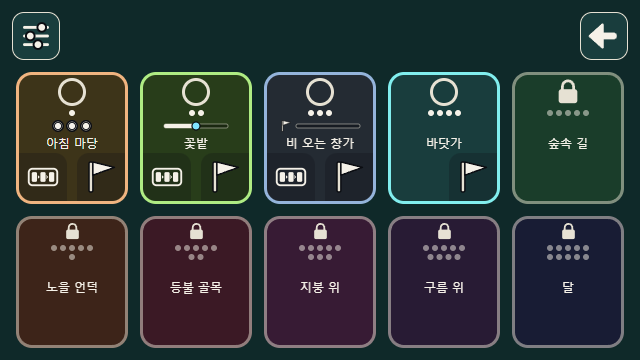 아침 마당
꽃밭
비 오는 창가
바닷가
숲속 길
노을 언덕
등불 골목
지붕 위
구름 위
달